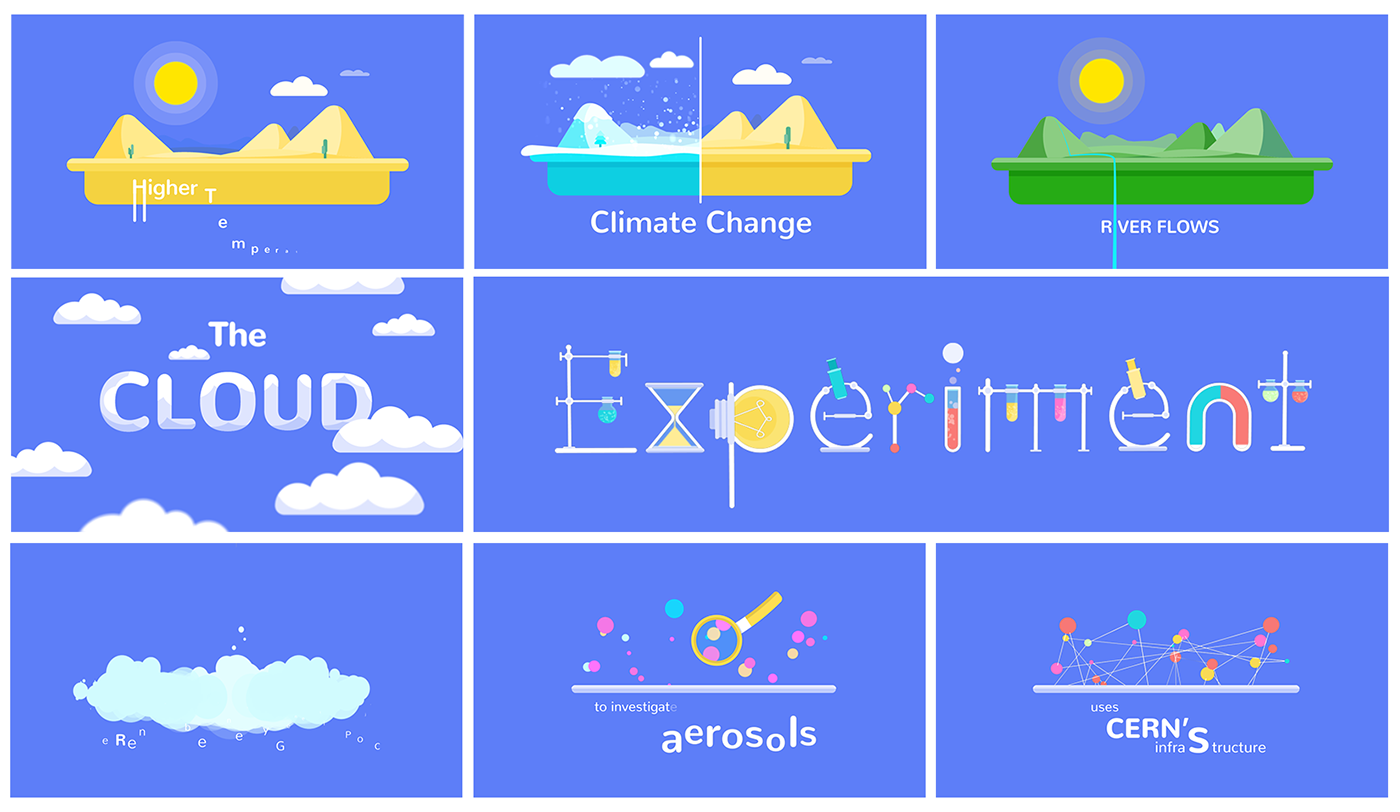 Higher T
e
m p e r . .
Climate Change
RIVER FLOWS
The
CLOUD
Experiment
to investigate
aerosols
uses
CERN'S
infraStructure